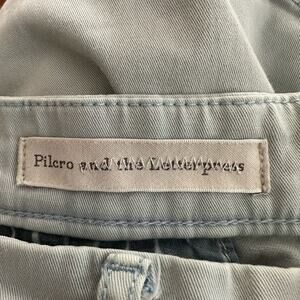 Pilcro and the Letterpress